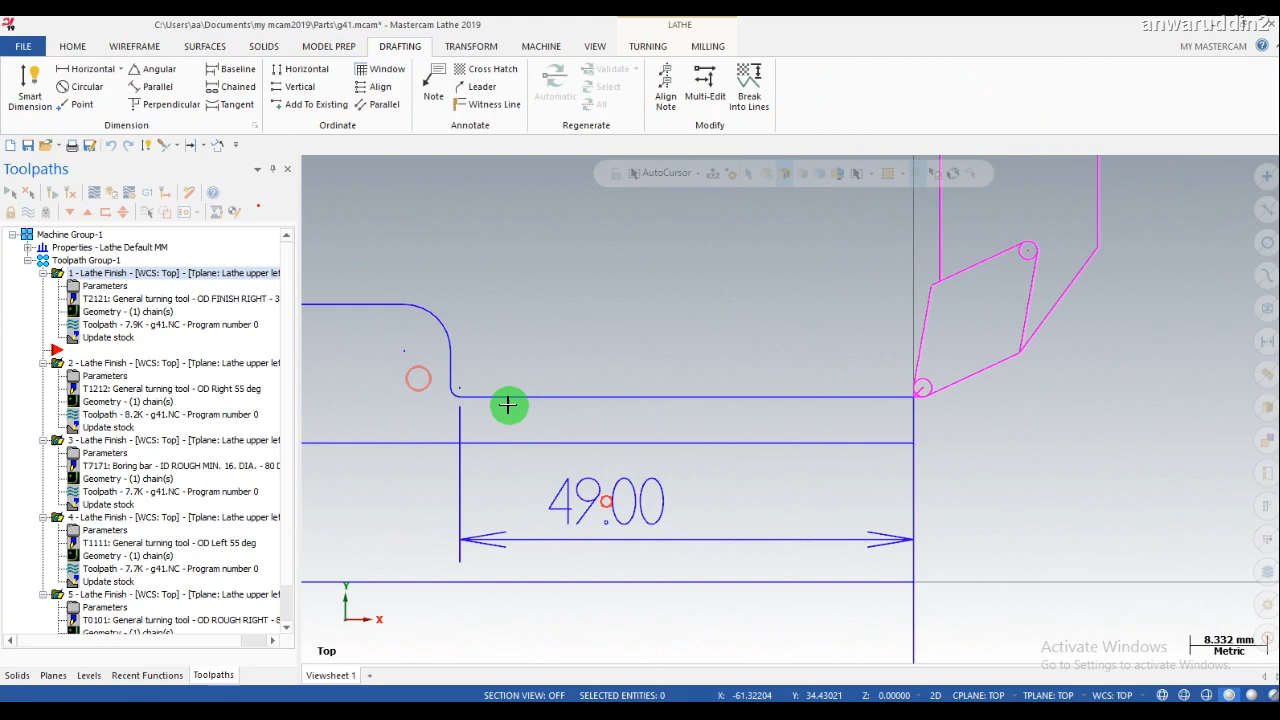 C:\Users\aa\Documents\my mcam2019\Parts\g41.mcam* - Mastercam Lathe 2019
LATHE
anwaruddin2
FILE HOME WIREFRAME SURFACES SOLIDS MODEL PREP DRAFTING TRANSFORM MACHINE VIEW TURNING MILLING MY MASTERCAM
Smart Dimension
Horizontal Angular Baseline
Circular Parallel Chained
Point Perpendicular Tangent
Dimension
Horizontal Window
Vertical Align
Add To Existing Parallel
Ordinate
Note
Cross Hatch
Leader
Witness Line
Annotate
Automatic
Validate
Select
All
Regenerate
Align Note
Multi-Edit
Break Into Lines
Modify
Toolpaths
AutoCursor
G1
Machine Group-1
Properties - Lathe Default MM
Toolpath Group-1
1 - Lathe Finish - [WCS: Top] - [Tplane: Lathe upper left
Parameters
T2121: General turning tool - OD FINISH RIGHT - 3
Geometry - (1) chain(s)
Toolpath - 7.9K - g41.NC - Program number 0
Update stock
2 - Lathe Finish - [WCS: Top] - [Tplane: Lathe upper lef
Parameters
T1212: General turning tool - OD Right 55 deg
Geometry - (1) chain(s)
Toolpath - 8.2K - g41.NC - Program number 0
Update stock
3 - Lathe Finish - [WCS: Top] - [Tplane: Lathe upper lef
Parameters
T7171: Boring bar - ID ROUGH MIN. 16. DIA. - 80 D
Geometry - (1) chain(s)
Toolpath - 7.7K - g41.NC - Program number 0
Update stock
4 - Lathe Finish - [WCS: Top] - [Tplane: Lathe upper lef
Parameters
T1111: General turning tool - OD Left 55 deg
Geometry - (1) chain(s)
Toolpath - 7.7K - g41.NC - Program number 0
Update stock
5 - Lathe Finish - [WCS: Top] - [Tplane: Lathe upper lef
Parameters
T0101: General turning tool - OD ROUGH RIGHT - 8
Geometry - (1) chain(s)
49.00
Y
X
Top
Activate Windows
Go to Settings to activate Windows.
8.332 mm
Metric
Solids Planes Levels Recent Functions Toolpaths
Viewsheet 1 +
SECTION VIEW: OFF SELECTED ENTITIES: 0 X: -61.32204 Y: 34.43021 Z: 0.00000 2D CPLANE: TOP TPLANE: TOP WCS: TOP